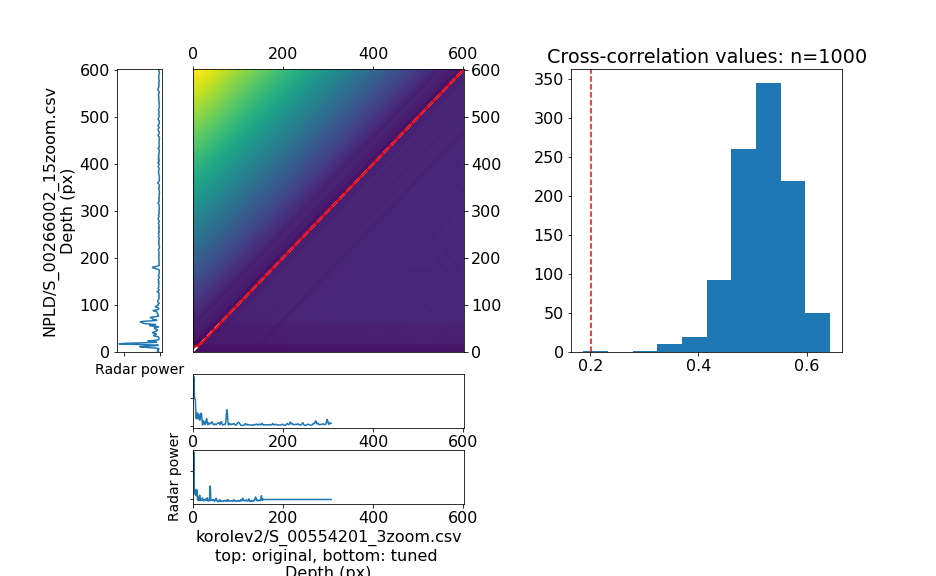 0 200 400 600
Cross-correlation values: n=1000
600
500
400
300
200
100
0
NPLD/S_00266002_15zoom.csv
Depth (px)
Radar power
600
500
400
300
200
100
0
350
300
250
200
150
100
50
0
0.2 0.4 0.6
0 200 400 600
Radar power
0 200 400 600
korolev2/S_00554201_3zoom.csv
top: original, bottom: tuned
Depth (px)